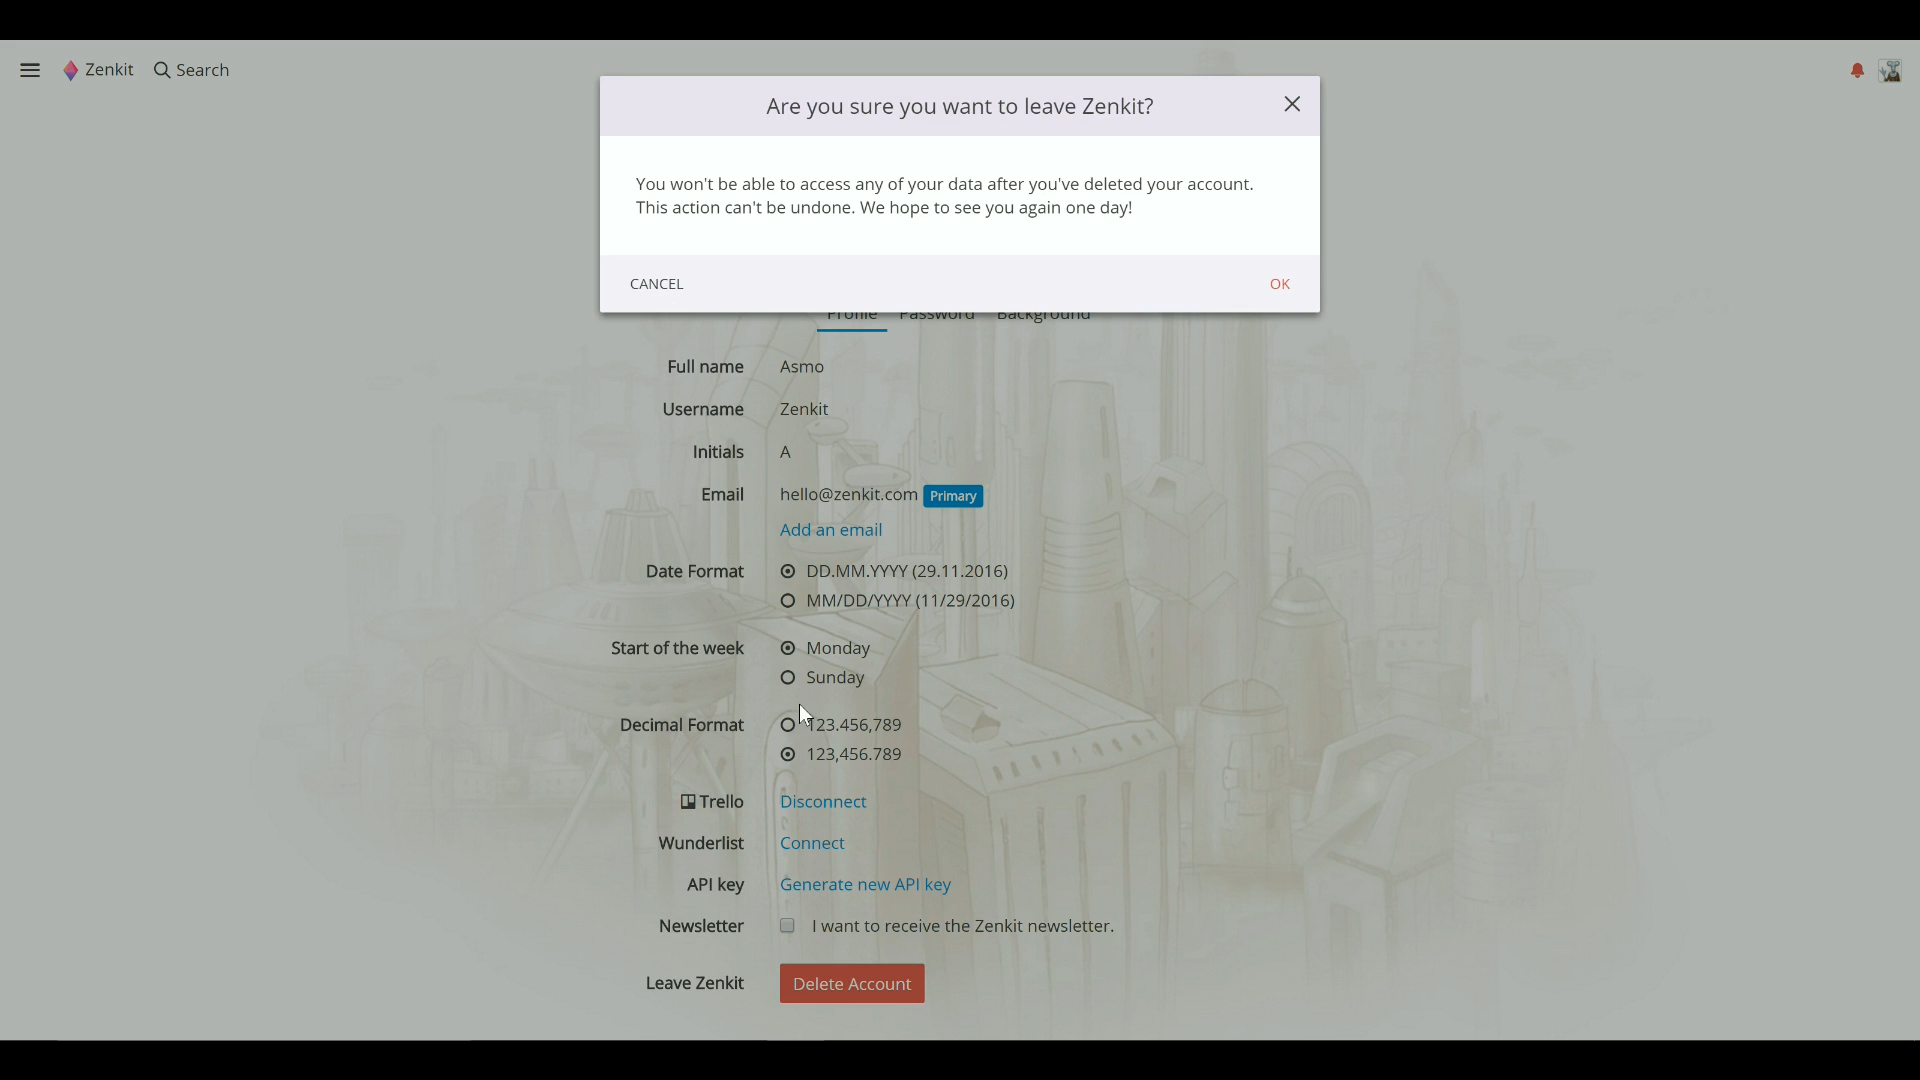 Zenkit Search
Are you sure you want to leave Zenkit?
You won't be able to access any of your data after you've deleted your account.
This action can't be undone. We hope to see you again one day!
CANCEL OK
Profile Password Background
Full name Asmo
Username Zenkit
Initials A
Email hello@zenkit.com Primary
Add an email
Date Format DD.MM.YYYY (29.11.2016)
MM/DD/YYYY (11/29/2016)
Start of the week Monday
Sunday
Decimal Format 123.456,789
123,456.789
Trello Disconnect
Wunderlist Connect
API key Generate new API key
Newsletter I want to receive the Zenkit newsletter.
Leave Zenkit Delete Account